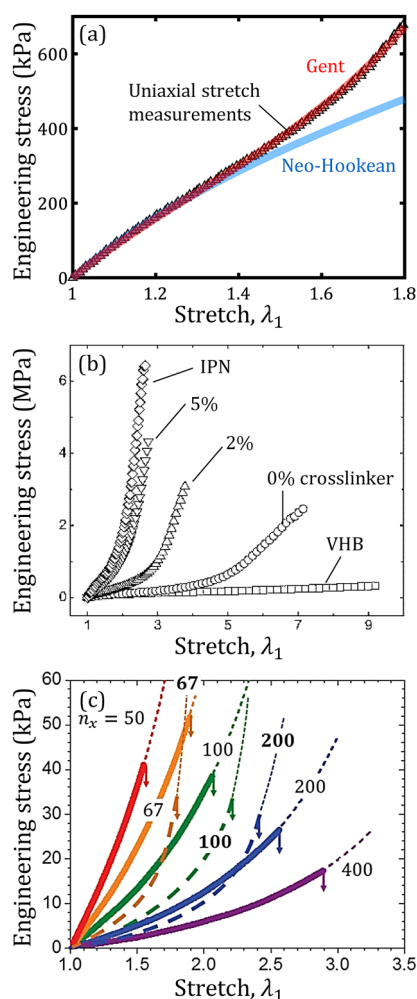 (a)
Engineering stress (kPa)
600
400
200
0
Gent
Uniaxial stretch
measurements
Neo-Hookean
1
1.2
1.4
1.6
1.8
Stretch, λ₁
(b)
Engineering stress (MPa)
6
4
2
0
IPN
5%
2%
0% crosslinker
VHB
1
3
5
7
9
Stretch, λ₁
(c)
Engineering stress (kPa)
60
50
40
30
20
10
0
nₓ = 50
67
100
200
67
200
100
400
1.0
1.5
2.0
2.5
3.0
3.5
Stretch, λ₁